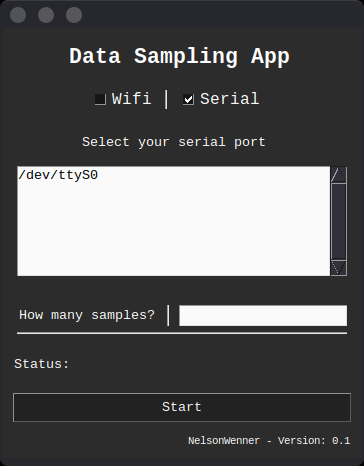 Data Sampling App
Wifi | Serial
Select your serial port
/dev/ttyS0
How many samples? |
Status:
Start
NelsonWenner - Version: 0.1